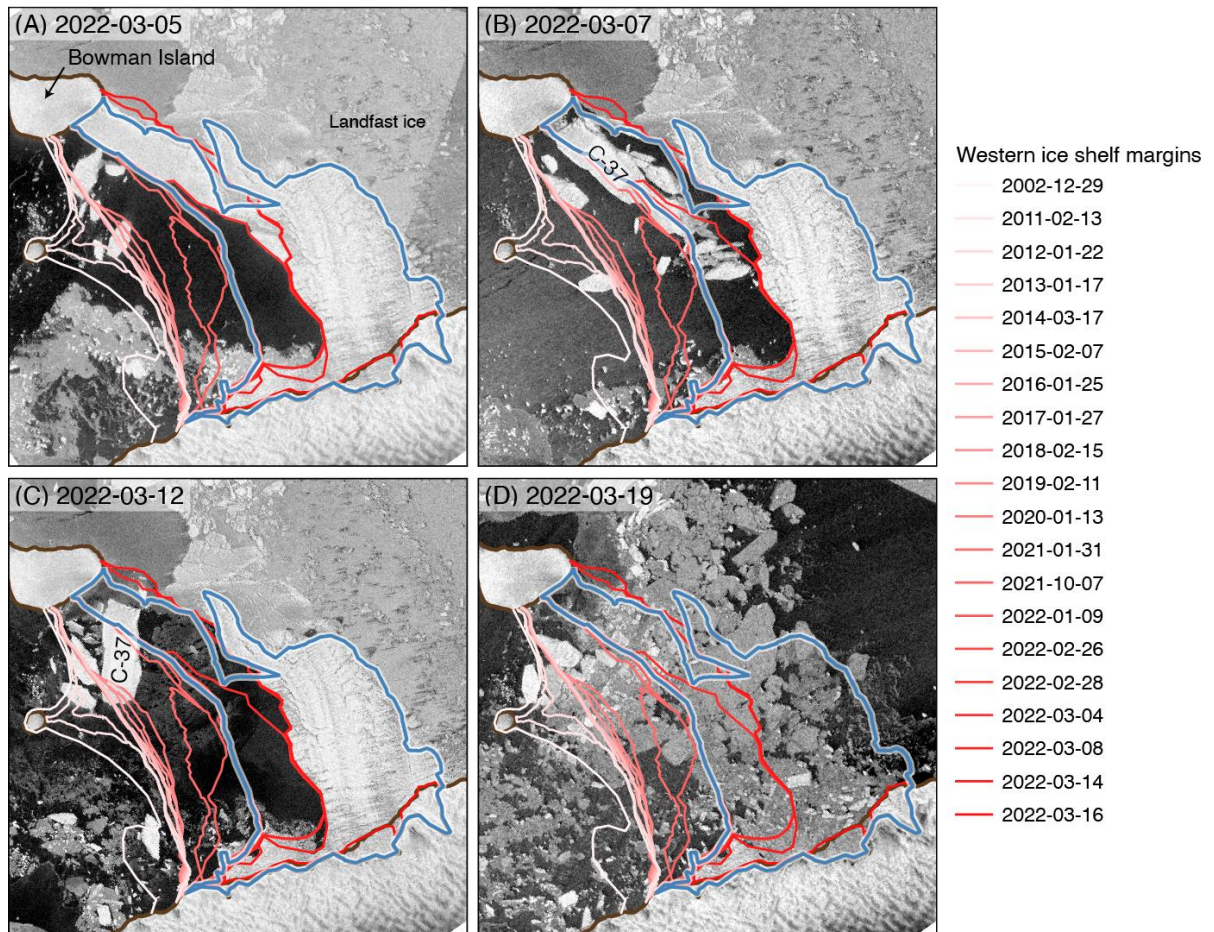 (A) 2022-03-05
Bowman Island
Landfast ice
(B) 2022-03-07
C-37
(C) 2022-03-12
C-37
(D) 2022-03-19
Western ice shelf margins
2002-12-29
2011-02-13
2012-01-22
2013-01-17
2014-03-17
2015-02-07
2016-01-25
2017-01-27
2018-02-15
2019-02-11
2020-01-13
2021-01-31
2021-10-07
2022-01-09
2022-02-26
2022-02-28
2022-03-04
2022-03-08
2022-03-14
2022-03-16